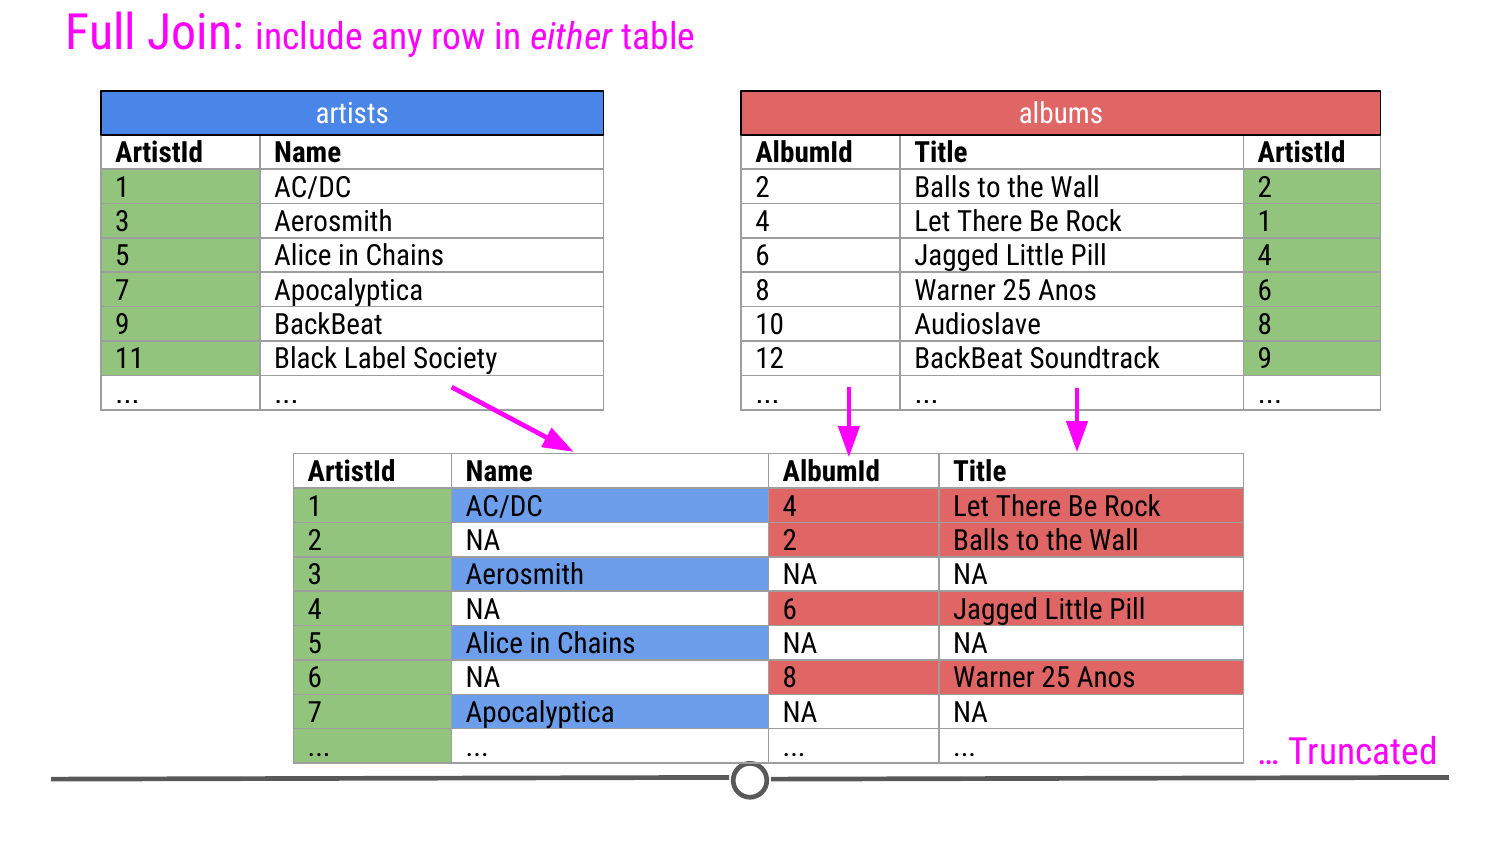 Full Join: include any row in either table
artists
ArtistId Name
1 AC/DC
3 Aerosmith
5 Alice in Chains
7 Apocalyptica
9 BackBeat
11 Black Label Society
... ...
albums
AlbumId Title ArtistId
2 Balls to the Wall 2
4 Let There Be Rock 1
6 Jagged Little Pill 4
8 Warner 25 Anos 6
10 Audioslave 8
12 BackBeat Soundtrack 9
... ... ...
ArtistId Name AlbumId Title
1 AC/DC 4 Let There Be Rock
2 NA 2 Balls to the Wall
3 Aerosmith NA NA
4 NA 6 Jagged Little Pill
5 Alice in Chains NA NA
6 NA 8 Warner 25 Anos
7 Apocalyptica NA NA
... ... ... ...
... Truncated